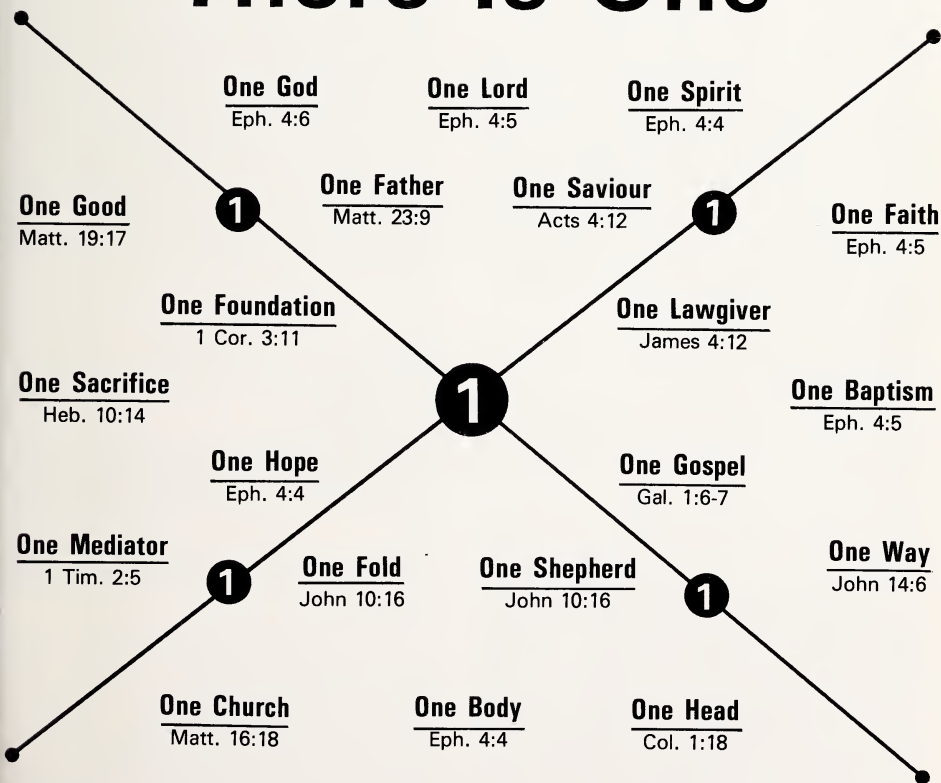 There is One
One God
Eph. 4:6
One Lord
Eph. 4:5
One Spirit
Eph. 4:4
One Father
Matt. 23:9
One Saviour
Acts 4:12
One Good
Matt. 19:17
1
1
One Faith
Eph. 4:5
One Foundation
1 Cor. 3:11
One Lawgiver
James 4:12
One Sacrifice
Heb. 10:14
1
One Baptism
Eph. 4:5
One Hope
Eph. 4:4
One Gospel
Gal. 1:6-7
One Mediator
1 Tim. 2:5
1
One Fold
John 10:16
One Shepherd
John 10:16
1
One Way
John 14:6
One Church
Matt. 16:18
One Body
Eph. 4:4
One Head
Col. 1:18